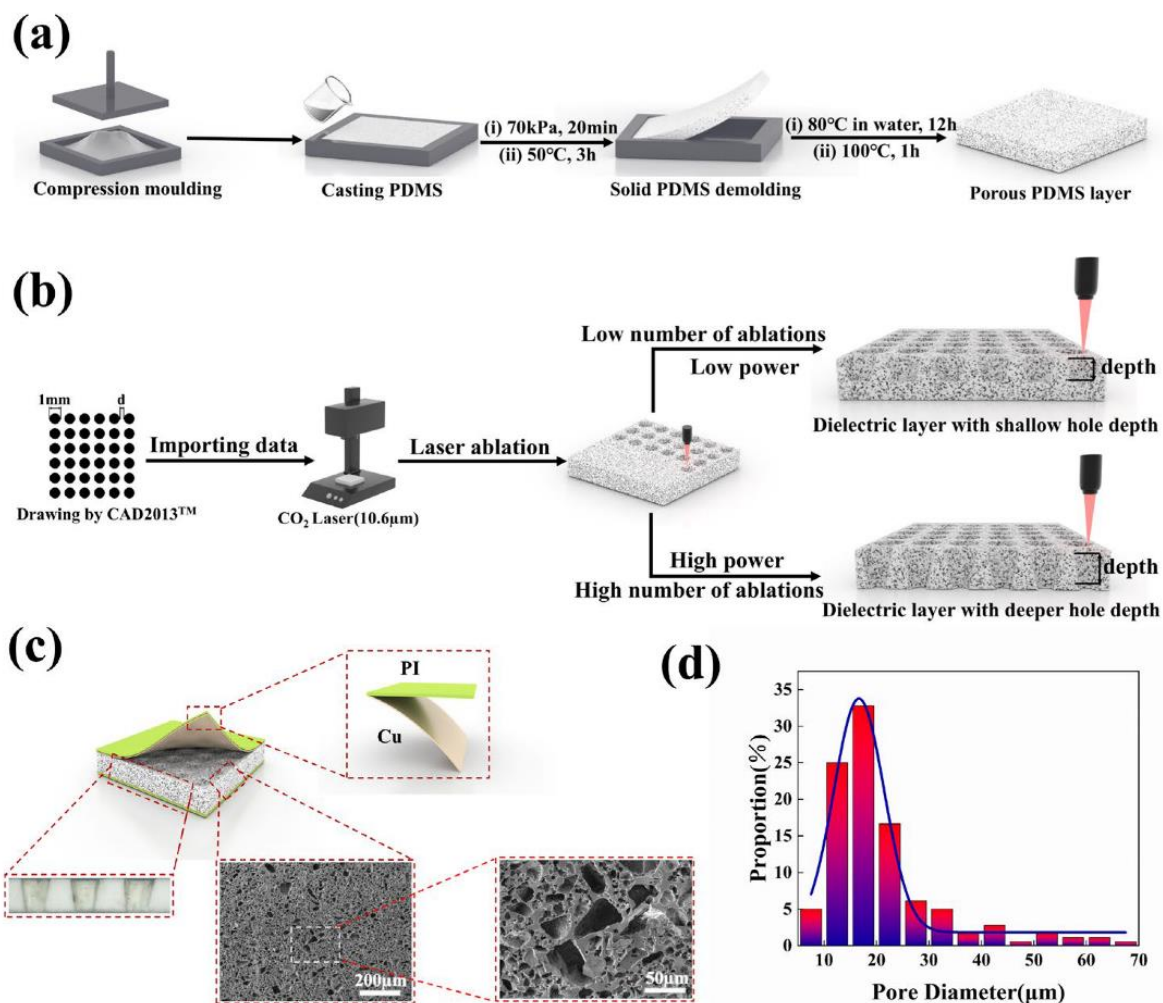 (a)
(i) 70kPa, 20min
(ii) 50℃, 3h
(i) 80℃ in water, 12h
(ii) 100℃, 1h
Compression moulding
Casting PDMS
Solid PDMS demolding
Porous PDMS layer
(b)
1mm
d
Drawing by CAD2013™
Importing data
CO₂ Laser(10.6μm)
Laser ablation
Low number of ablations
Low power
depth
Dielectric layer with shallow hole depth
High power
High number of ablations
depth
Dielectric layer with deeper hole depth
(c)
PI
Cu
200μm
50μm
(d)
Proportion(%)
35
30
25
20
15
10
5
0
10 20 30 40 50 60 70
Pore Diameter(μm)